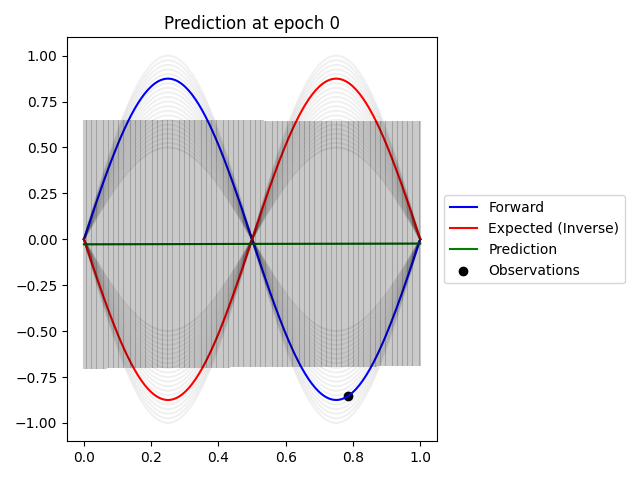 Prediction at epoch 0
1.00
0.75
0.50
0.25
0.00
−0.25
−0.50
−0.75
−1.00
0.0 0.2 0.4 0.6 0.8 1.0
Forward
Expected (Inverse)
Prediction
Observations